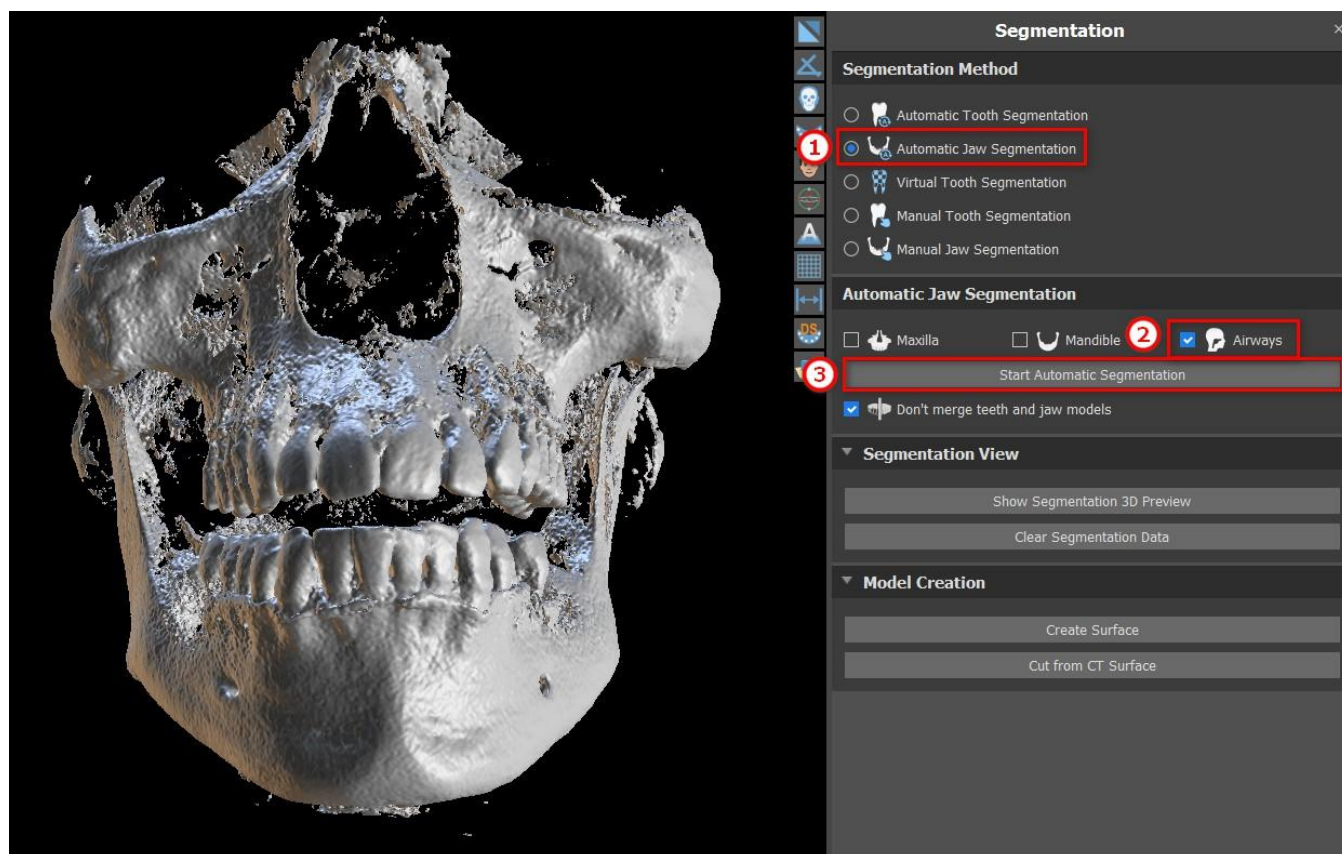 Segmentation
×
Segmentation Method
Automatic Tooth Segmentation
1
Automatic Jaw Segmentation
Virtual Tooth Segmentation
Manual Tooth Segmentation
Manual Jaw Segmentation
Automatic Jaw Segmentation
Maxilla
Mandible
2
Airways
3
Start Automatic Segmentation
Don't merge teeth and jaw models
Segmentation View
Show Segmentation 3D Preview
Clear Segmentation Data
Model Creation
Create Surface
Cut from CT Surface
A
DS